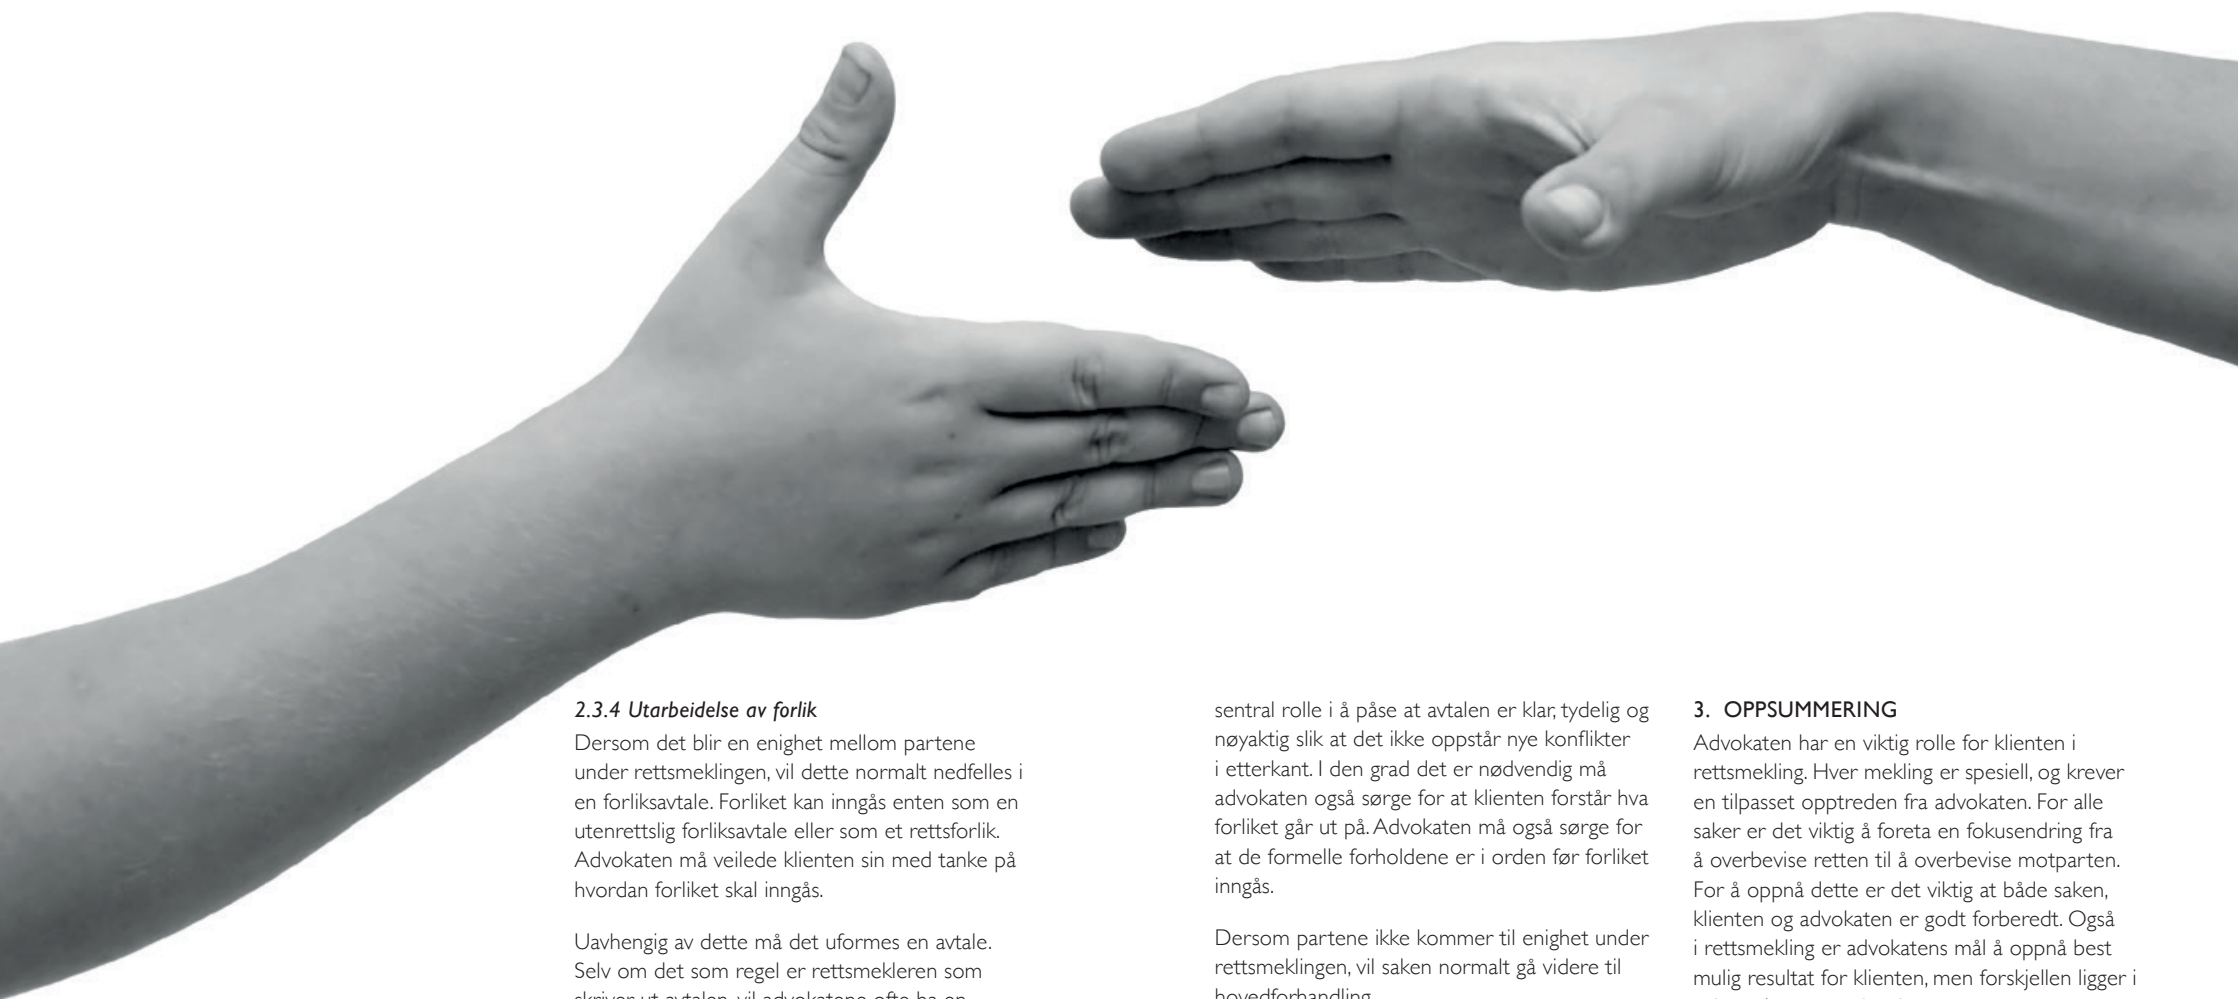 2.3.4 Utarbeidelse av forlik
Dersom det blir en enighet mellom partene
under rettsmeklingen, vil dette normalt nedfelles i
en forliksavtale. Forliket kan inngås enten som en
utenrettslig forliksavtale eller som et rettsforlik.
Advokaten må veilede klienten sin med tanke på
hvordan forliket skal inngås.
Uavhengig av dette må det uformes en avtale.
Selv om det som regel er rettsmekleren som
skriver ut avtalen, vil advokatene ofte ha en
sentral rolle i å påse at avtalen er klar, tydelig og
nøyaktig slik at det ikke oppstår nye konflikter
i etterkant. I den grad det er nødvendig må
advokaten også sørge for at klienten forstår hva
forliket går ut på. Advokaten må også sørge for
at de formelle forholdene er i orden før forliket
inngås.
Dersom partene ikke kommer til enighet under
rettsmeklingen, vil saken normalt gå videre til
hovedforhandling.
3. OPPSUMMERING
Advokaten har en viktig rolle for klienten i
rettsmekling. Hver mekling er spesiell, og krever
en tilpasset opptreden fra advokaten. For alle
saker er det viktig å foreta en fokusendring fra
å overbevise retten til å overbevise motparten.
For å oppnå dette er det viktig at både saken,
klienten og advokaten er godt forberedt. Også
i rettsmekling er advokatens mål å oppnå best
mulig resultat for klienten, men forskjellen ligger i